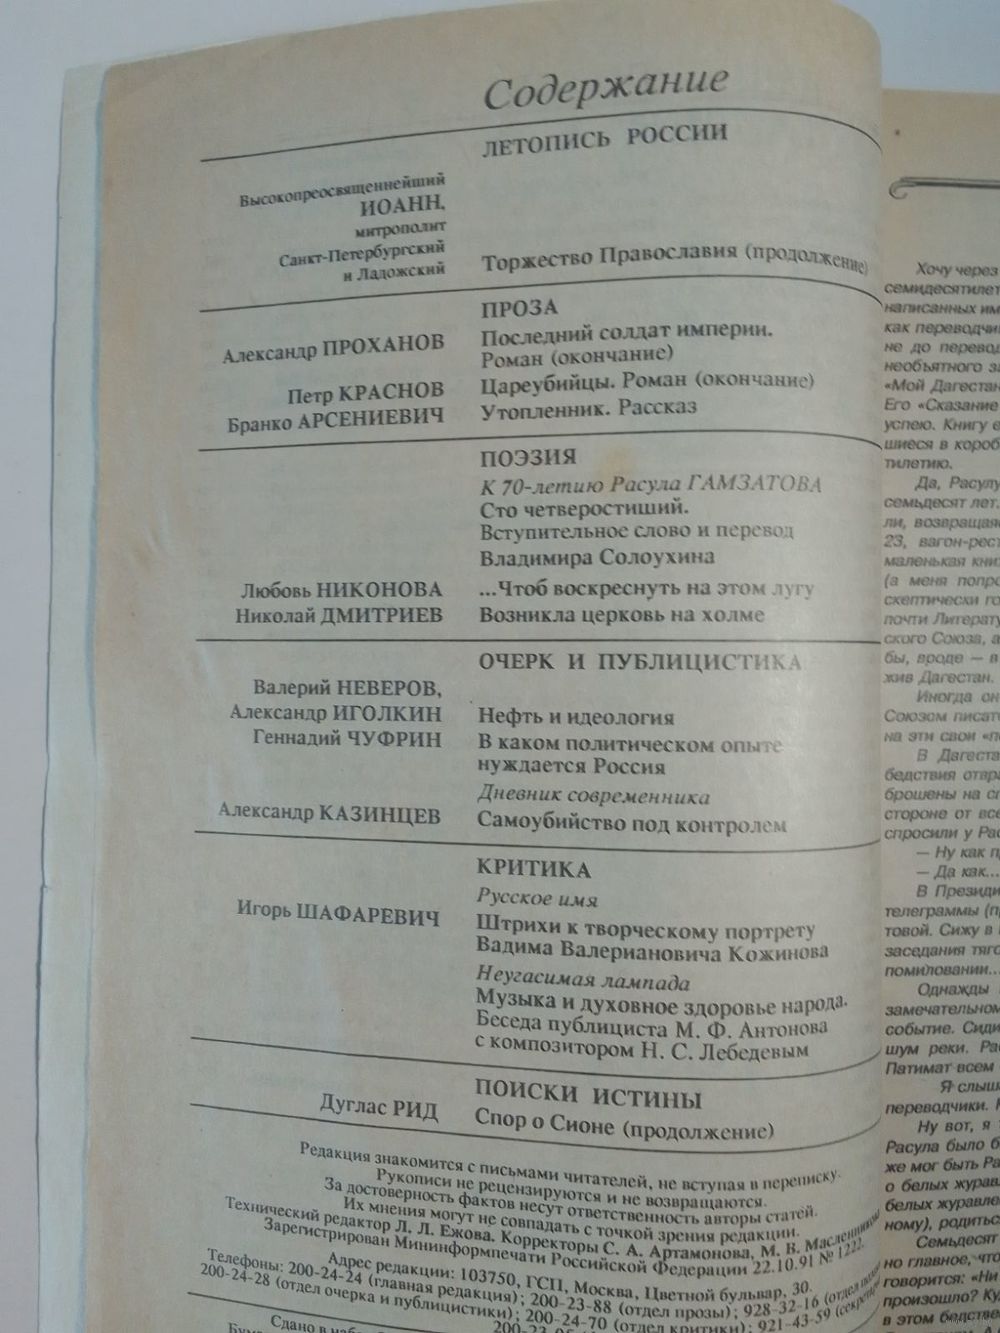 Содержание
ЛЕТОПИСЬ РОССИИ
Высокопреосвященнейший
ИОАНН,
митрополит
Санкт-Петербургский
и Ладожский
Торжество Православия (продолжение)
ПРОЗА
Александр ПРОХАНОВ
Последний солдат империи.
Роман (окончание)
Петр КРАСНОВ
Цареубийцы. Роман (окончание)
Бранко АРСЕНИЕВИЧ
Утопленник. Рассказ
ПОЭЗИЯ
К 70-летию Расула ГАМЗАТОВА
Сто четверостиший.
Вступительное слово и перевод
Владимира Солоухина
Любовь НИКОНОВА
...Чтоб воскреснуть на этом лугу
Николай ДМИТРИЕВ
Возникла церковь на холме
ОЧЕРК И ПУБЛИЦИСТИКА
Валерий НЕВЕРОВ,
Александр ИГОЛКИН
Нефть и идеология
Геннадий ЧУФРИН
В каком политическом опыте
нуждается Россия
Дневник современника
Александр КАЗИНЦЕВ
Самоубийство под контролем
КРИТИКА
Русское имя
Игорь ШАФАРЕВИЧ
Штрихи к творческому портрету
Вадима Валериановича Кожинова
Неугасимая лампада
Музыка и духовное здоровье народа.
Беседа публициста М. Ф. Антонова
с композитором Н. С. Лебедевым
ПОИСКИ ИСТИНЫ
Дуглас РИД
Спор о Сионе (продолжение)
Редакция знакомится с письмами читателей, не вступая в переписку.
Рукописи не рецензируются и не возвращаются.
За достоверность фактов несут ответственность авторы статей.
Их мнения могут не совпадать с точкой зрения редакции.
Технический редактор Л. Л. Ежова. Корректоры С. А. Артамонова, М. В. Масленникова
Зарегистрирован Мининформпечати Российской Федерации 22.10.91 № 1222.
Адрес редакции: 103750, ГСП, Москва, Цветной бульвар, 30.
Телефоны: 200-24-24 (главная редакция); 200-23-88 (отдел прозы); 928-32-16 (отдел
200-24-28 (отдел очерка и публицистики); 200-24-70 (отдел критики); 921-43-59
Сдано в
Хочу через
семидесятилет
написанных им
как переводчи
не до перевод
необъятного
«Мой Дагестан
Его «Сказание
успею. Книгу
шиеся в короб
тилетию.
Да, Расулу
семьдесят лет.
ли, возвращая
23, вагон-рест
маленькая кни
(а меня попро
скептически го
почти Литерату
ского Союза, а
бы, вроде — в
жив Дагестан.
Иногда он
Союзом писат
на эти свои «п
В Дагеста
бедствия отвра
брошены на сп
стороне от все
спросили у Рас
— Ну как п
— Да как...
В Президи
телеграммы (п
товой. Сижу в
заседания тяго
помиловании...
Однажды
замечательном
событие. Сиди
шум реки. Рас
Патимат всем
Я слыш
переводчики.
Ну вот, я
Расула было б
же мог быть Ра
о белых журав
белых журавле
ному), родитьс
Семьдесят
но главное, что
говорится: «Ни
произошло? Ку
в этом бедстве